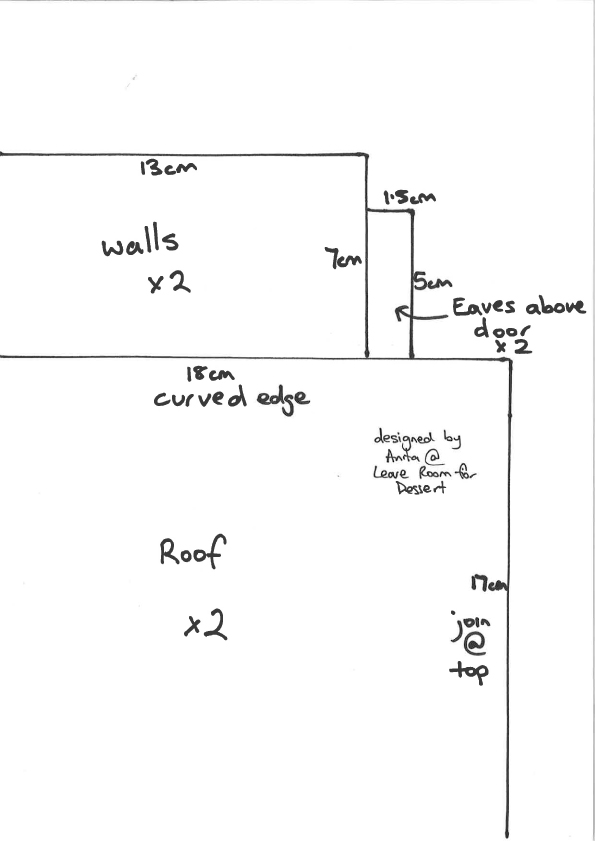 13cm
1.5cm
walls
x2
7cm
5cm
Eaves above
door
x2
18cm
curved edge
designed by
Anita @
Leave Room for
Dessert
Roof
x2
17cm
join
@
top